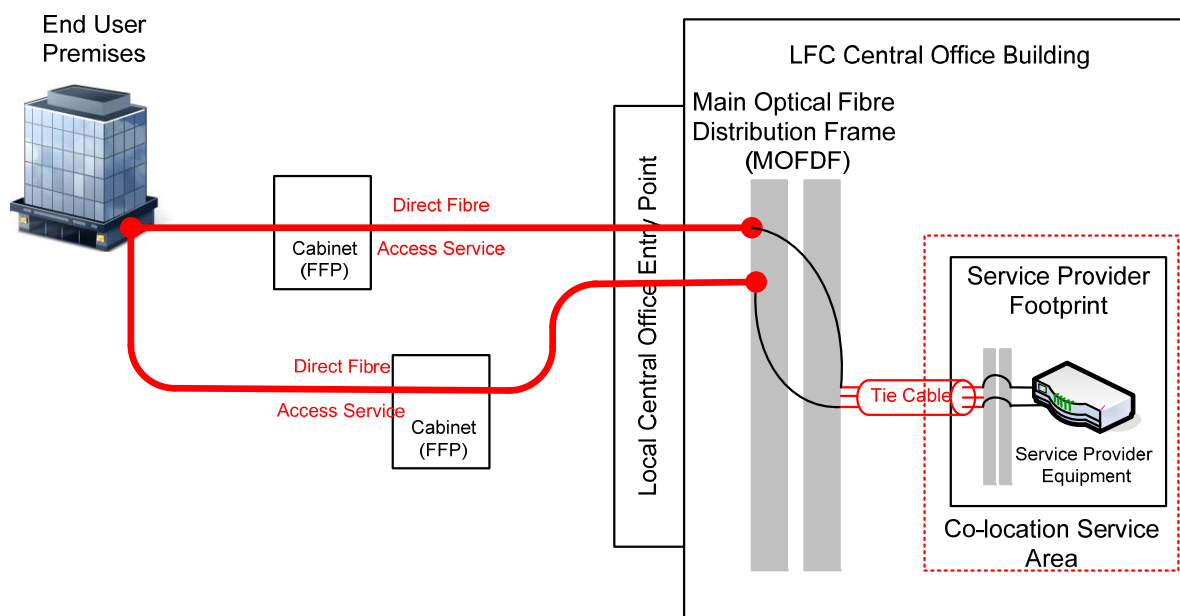 End User
Premises
LFC Central Office Building
Main Optical Fibre
Distribution Frame
(MOFDF)
Direct Fibre
Access Service
Cabinet
(FFP)
Local Central Office Entry Point
Service Provider
Footprint
Direct Fibre
Access Service
Cabinet
(FFP)
Tie Cable
Service Provider
Equipment
Co-location Service
Area